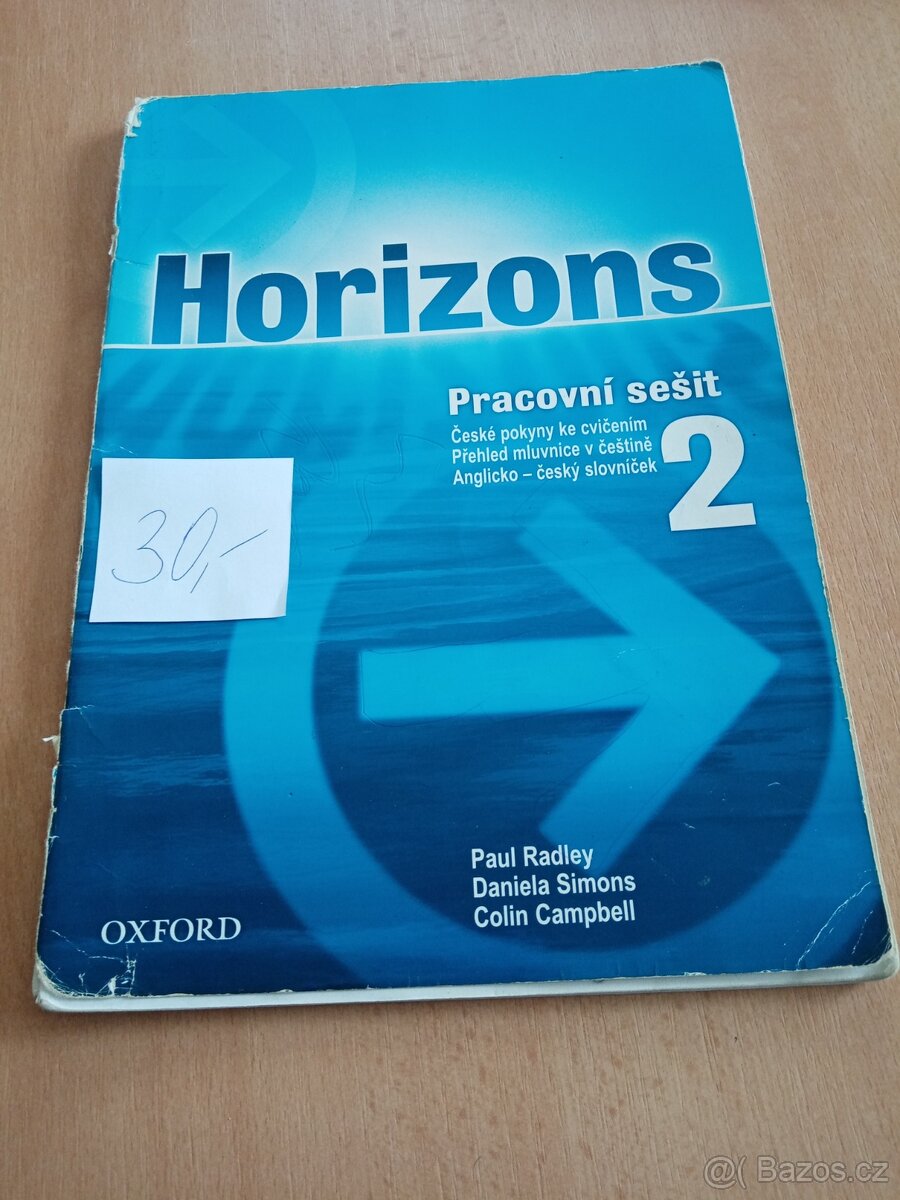 Horizons
Pracovní sešit
České pokyny ke cvičením
Přehled mluvnice v češtině
Anglicko – český slovníček
2
30,-
Paul Radley
Daniela Simons
Colin Campbell
OXFORD
@( Bazos.cz